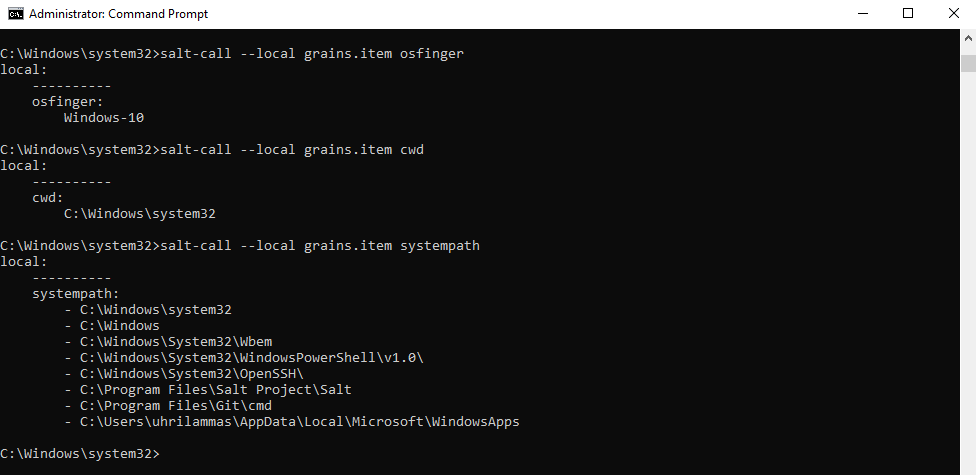 Administrator: Command Prompt
C:\Windows\system32>salt-call --local grains.item osfinger
local:
    ----------
    osfinger:
        Windows-10
C:\Windows\system32>salt-call --local grains.item cwd
local:
    ----------
    cwd:
        C:\Windows\system32
C:\Windows\system32>salt-call --local grains.item systempath
local:
    ----------
    systempath:
        - C:\Windows\system32
        - C:\Windows
        - C:\Windows\System32\Wbem
        - C:\Windows\System32\WindowsPowerShell\v1.0\
        - C:\Windows\System32\OpenSSH\
        - C:\Program Files\Salt Project\Salt
        - C:\Program Files\Git\cmd
        - C:\Users\uhrilammas\AppData\Local\Microsoft\WindowsApps
C:\Windows\system32>